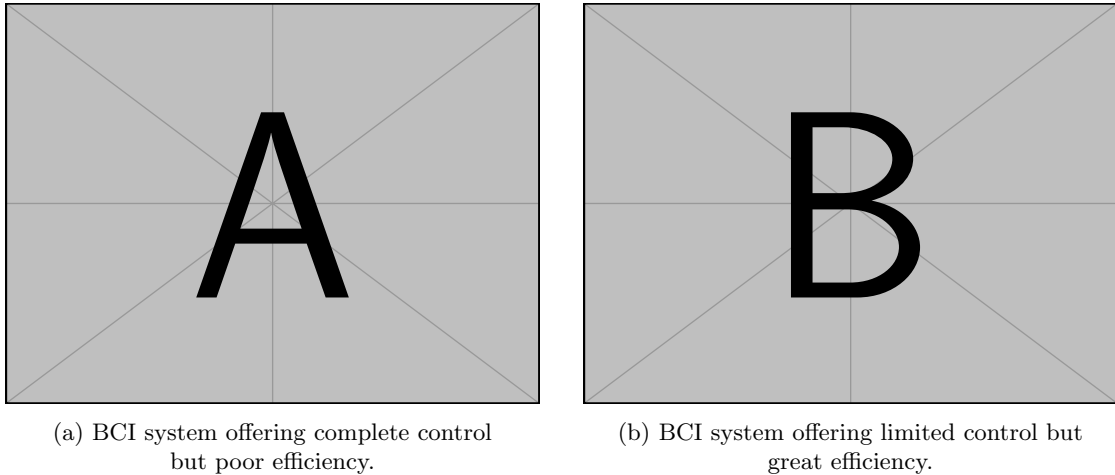 A
B
(a) BCI system offering complete control
but poor efficiency.
(b) BCI system offering limited control but
great efficiency.